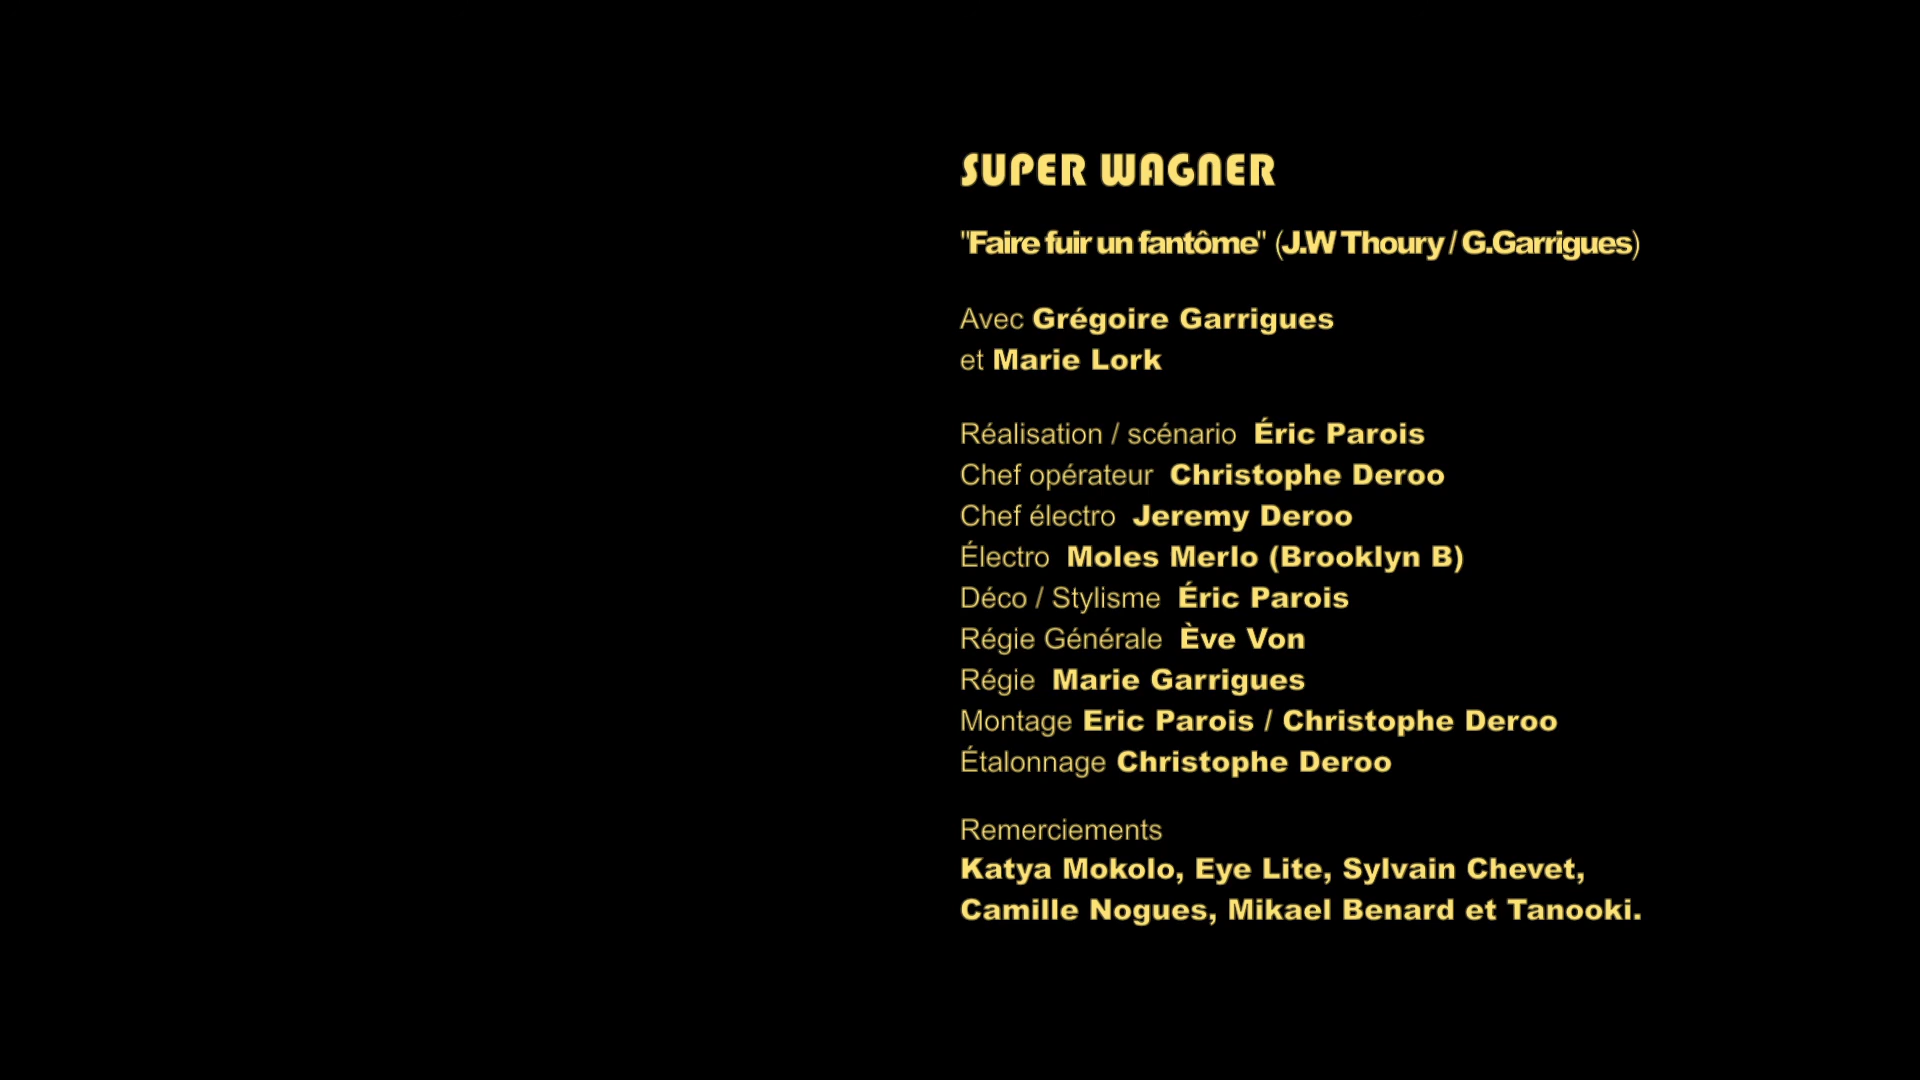 SUPER WAGNER
"Faire fuir un fantôme" (J.W Thoury / G.Garrigues)
Avec Grégoire Garrigues
et Marie Lork
Réalisation / scénario Éric Parois
Chef opérateur Christophe Deroo
Chef électro Jeremy Deroo
Électro Moles Merlo (Brooklyn B)
Déco / Stylisme Éric Parois
Régie Générale Ève Von
Régie Marie Garrigues
Montage Eric Parois / Christophe Deroo
Étalonnage Christophe Deroo
Remerciements
Katya Mokolo, Eye Lite, Sylvain Chevet,
Camille Nogues, Mikael Benard et Tanooki.